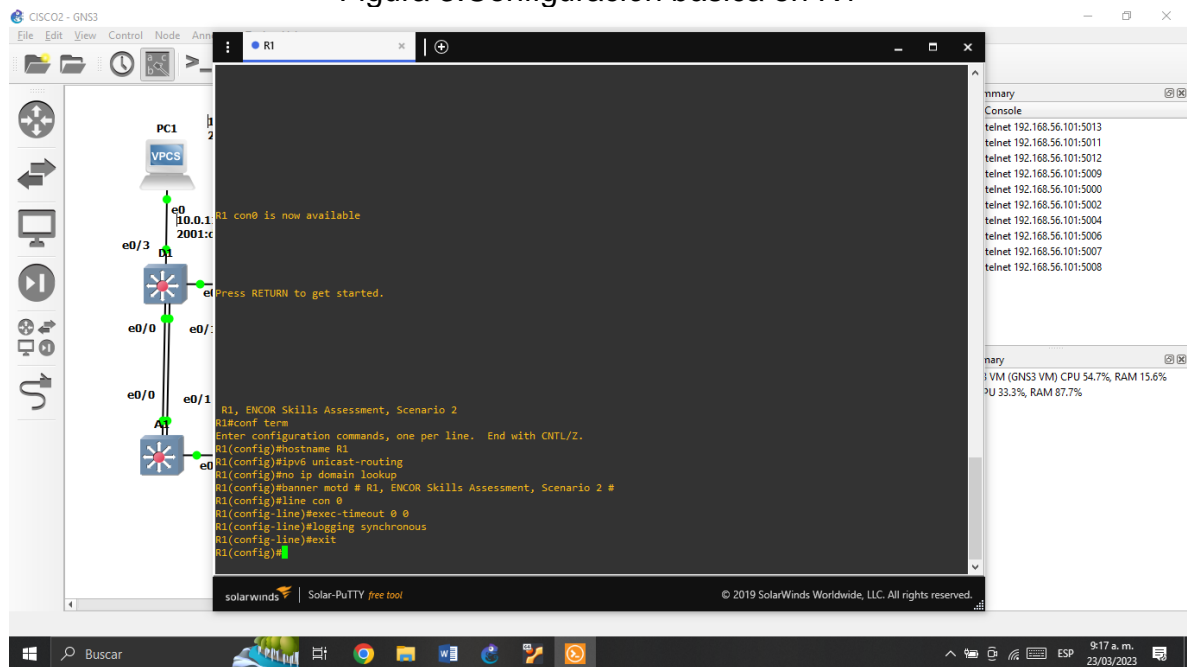 CISCO2 - GNS3
File Edit View Control Node
R1
PC1
VPCS
e0
10.0.1
2001:c
e0/3
D1
e0/0
e0/0
e0/1
A1
R1 con0 is now available
Press RETURN to get started.
R1, ENCOR Skills Assessment, Scenario 2
R1#conf term
Enter configuration commands, one per line. End with CNTL/Z.
R1(config)#hostname R1
R1(config)#ipv6 unicast-routing
R1(config)#no ip domain lookup
R1(config)#banner motd # R1, ENCOR Skills Assessment, Scenario 2 #
R1(config)#line con 0
R1(config-line)#exec-timeout 0 0
R1(config-line)#logging synchronous
R1(config-line)#exit
R1(config)#
solarwinds Solar-PuTTY free tool
© 2019 SolarWinds Worldwide, LLC. All rights reserved.
Console
telnet 192.168.56.101:5013
telnet 192.168.56.101:5011
telnet 192.168.56.101:5012
telnet 192.168.56.101:5009
telnet 192.168.56.101:5000
telnet 192.168.56.101:5002
telnet 192.168.56.101:5004
telnet 192.168.56.101:5006
telnet 192.168.56.101:5007
telnet 192.168.56.101:5008
VM (GNS3 VM) CPU 54.7%, RAM 15.6%
PU 33.3%, RAM 87.7%
Buscar
ESP
9:17 a. m.
23/03/2023